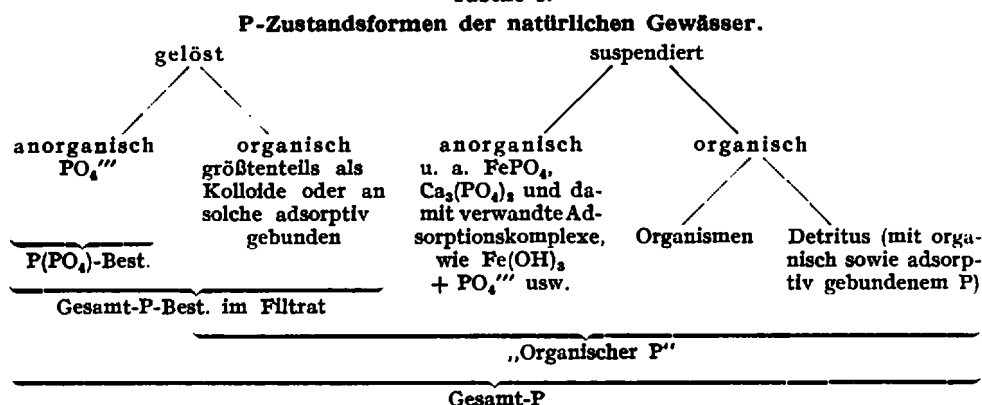 P-Zustandsformen der natürlichen Gewässer.
gelöst
suspendiert
anorganisch
PO₄′′′
organisch
größtenteils als
Kolloide oder an
solche adsorptiv
gebunden
anorganisch
u. a. FePO₄,
Ca₃(PO₄)₂ und da-
mit verwandte Ad-
sorptionskomplexe,
wie Fe(OH)₃
+ PO₄′′′ usw.
organisch
Organismen
Detritus (mit orga-
nisch sowie adsorp-
tiv gebundenem P)
P(PO₄)-Best.
Gesamt-P-Best. im Filtrat
„Organischer P“
Gesamt-P